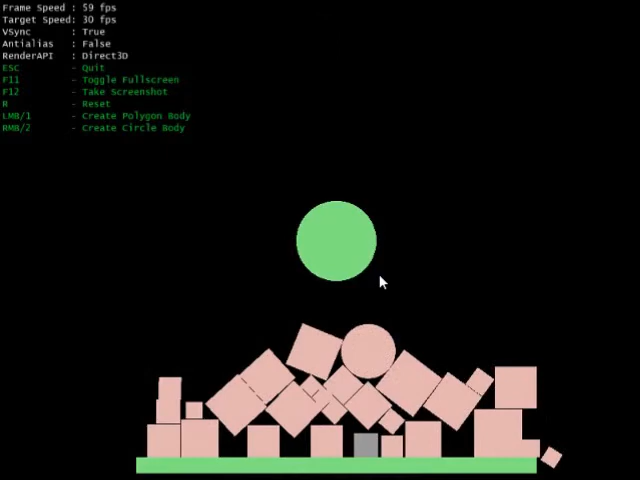 Frame Speed : 59 fps
Target Speed: 30 fps
VSync : True
Antialias : False
RenderAPI : Direct3D
ESC - Quit
F11 - Toggle Fullscreen
F12 - Take Screenshot
R - Reset
LMB/1 - Create Polygon Body
RMB/2 - Create Circle Body